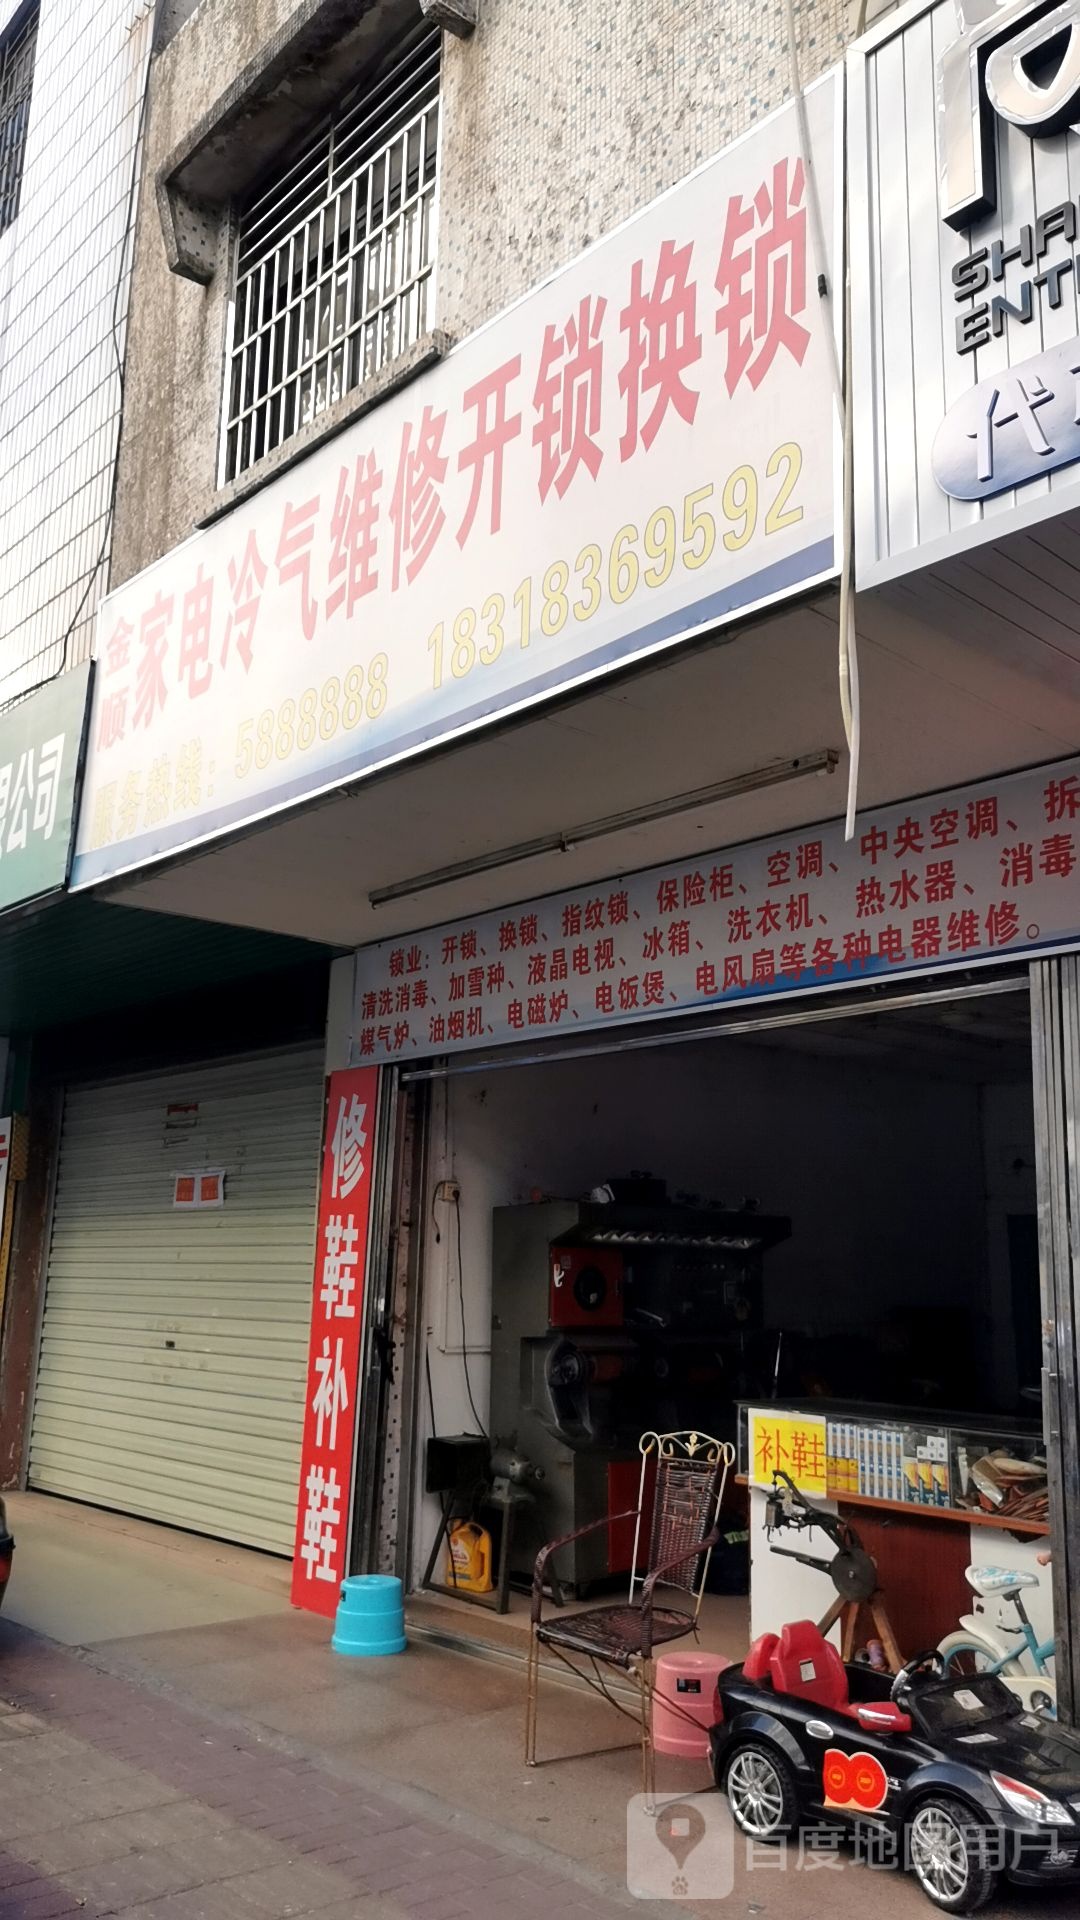 金顺
家电冷气维修开锁换锁
服务热线：5888888 18318369592
公司
SHA
ENT
代
锁业：开锁、换锁、指纹锁、保险柜、空调、中央空调、拆
清洗消毒、加雪种、液晶电视、冰箱、洗衣机、热水器、消毒
煤气炉、油烟机、电磁炉、电饭煲、电风扇等各种电器维修。
修鞋补鞋
补鞋
百度地图用户